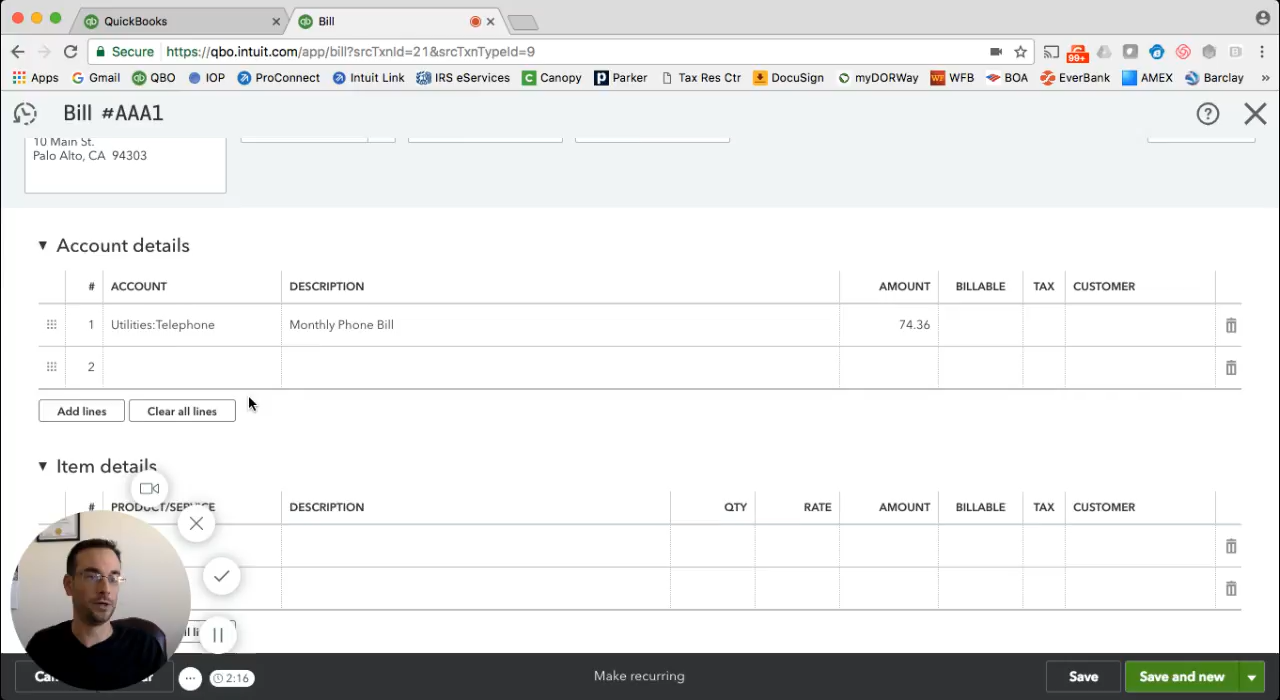 QuickBooks
Bill
Secure https://qbo.intuit.com/app/bill?srcTxnId=21&srcTxnTypeId=9
99+
Apps Gmail QBO IOP ProConnect Intuit Link IRS eServices Canopy Parker Tax Res Ctr DocuSign myDORWay WFB BOA EverBank AMEX Barclay »
Bill #AAA1
10 Main St.
Palo Alto, CA 94303
Account details
# ACCOUNT DESCRIPTION AMOUNT BILLABLE TAX CUSTOMER
1 Utilities:Telephone Monthly Phone Bill 74.36
2
Add lines Clear all lines
Item details
# PRODUCT/SERVICE DESCRIPTION QTY RATE AMOUNT BILLABLE TAX CUSTOMER
2:16
Make recurring
Save
Save and new